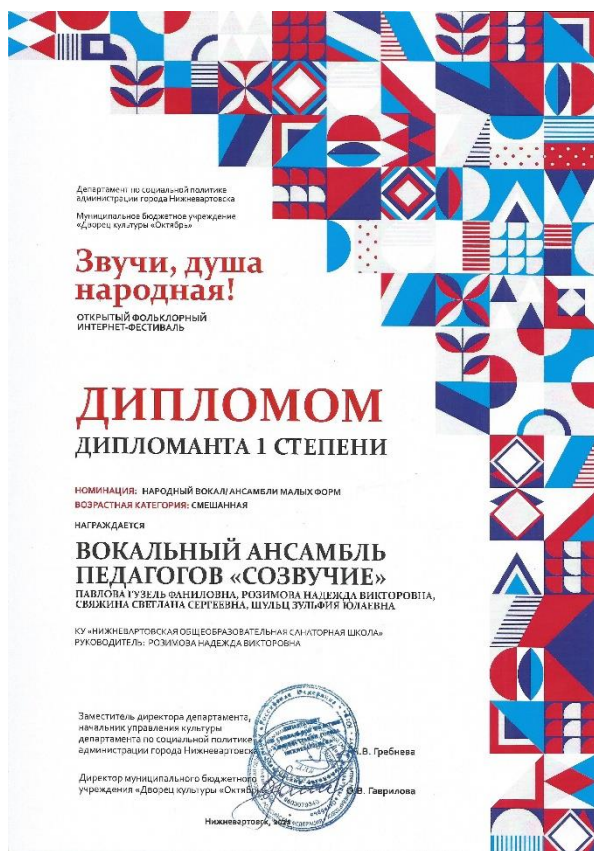 Департамент по социальной политике
администрации города Нижневартовска
Муниципальное бюджетное учреждение
«Дворец культуры «Октябрь»
Звучи, душа
народная!
ОТКРЫТЫЙ ФОЛЬКЛОРНЫЙ
ИНТЕРНЕТ-ФЕСТИВАЛЬ
ДИПЛОМОМ
ДИПЛОМАНТА 1 СТЕПЕНИ
НОМИНАЦИЯ: НАРОДНЫЙ ВОКАЛ/АНСАМБЛИ МАЛЫХ ФОРМ
ВОЗРАСТНАЯ КАТЕГОРИЯ: СМЕШАННАЯ
НАГРАЖДАЕТСЯ
ВОКАЛЬНЫЙ АНСАМБЛЬ
ПЕДАГОГОВ «СОЗВУЧИЕ»
ПАВЛОВА ГУЗЕЛЬ ФАНИЛОВНА, РОЗИМОВА НАДЕЖДА ВИКТОРОВНА,
СВЯЖИНА СВЕТЛАНА СЕРГЕЕВНА, ШУЛЬЦ ЗУЛЬФИЯ ЮЛАЕВНА
КУ «НИЖНЕВАРТОВСКАЯ ОБЩЕОБРАЗОВАТЕЛЬНАЯ САНАТОРНАЯ ШКОЛА»
РУКОВОДИТЕЛЬ: РОЗИМОВА НАДЕЖДА ВИКТОРОВНА
Заместитель директора департамента,
начальник управления культуры
департамента по социальной политике
администрации города Нижневартовска Я.В. Гребнева
Директор муниципального бюджетного
учреждения «Дворец культуры «Октябрь» О.В. Гаврилова
Нижневартовск,